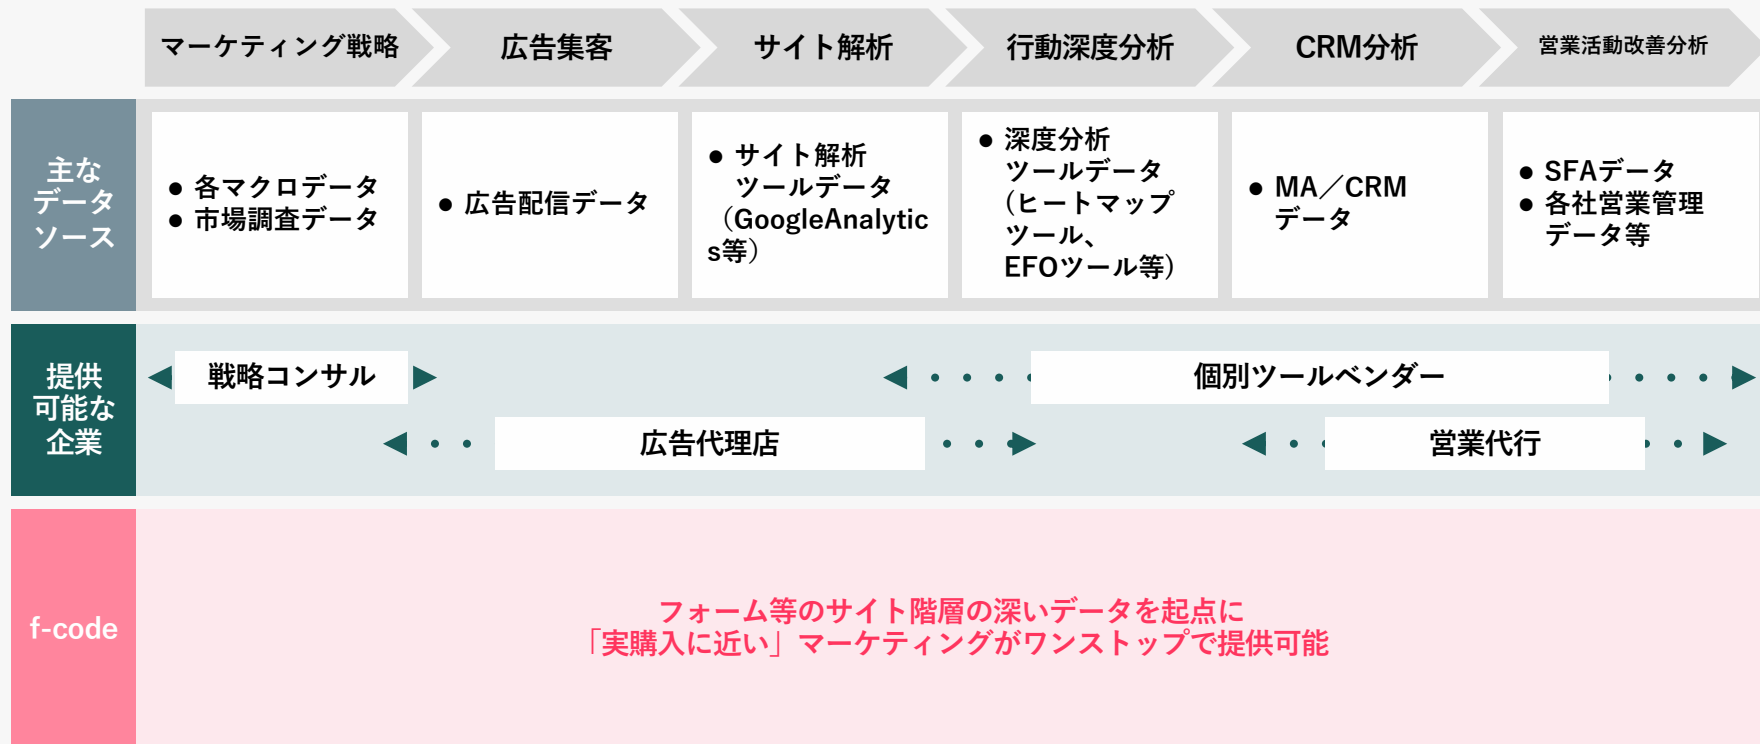 マーケティング戦略
広告集客
サイト解析
行動深度分析
CRM分析
営業活動改善分析
主な
データ
ソース
● 各マクロデータ
● 市場調査データ
● 広告配信データ
● サイト解析
ツールデータ
（GoogleAnalytic
s等）
● 深度分析
ツールデータ
(ヒートマップ
ツール、
EFOツール等)
● MA／CRM
データ
● SFAデータ
● 各社営業管理
データ等
提供
可能な
企業
戦略コンサル
個別ツールベンダー
広告代理店
営業代行
f-code
フォーム等のサイト階層の深いデータを起点に
「実購入に近い」マーケティングがワンストップで提供可能